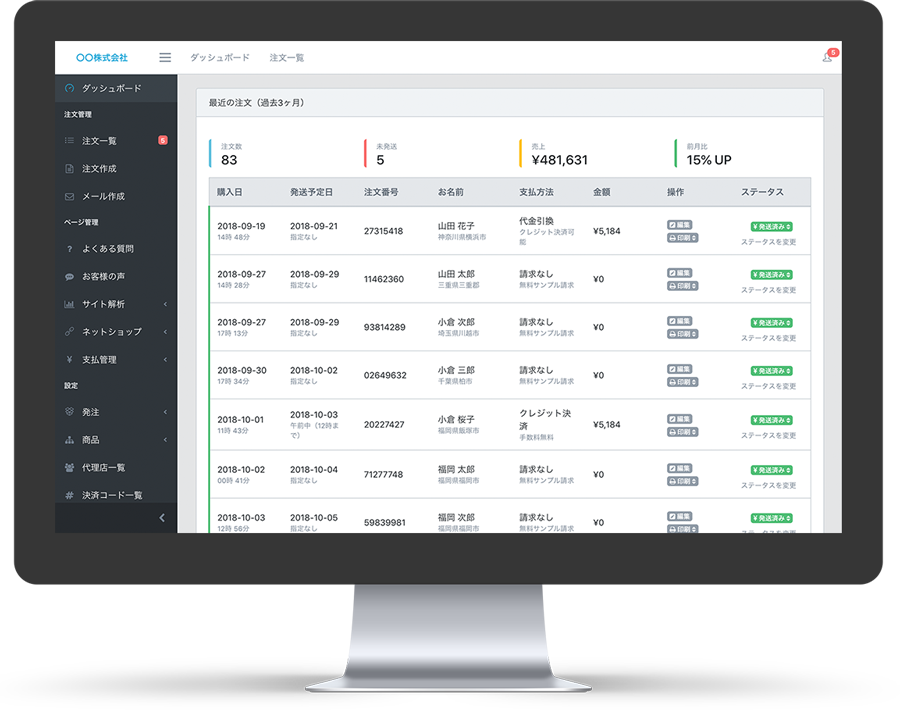 〇〇株式会社
ダッシュボード 注文一覧
5
ダッシュボード
注文管理
注文一覧 5
注文作成
メール作成
ページ管理
? よくある質問
お客様の声
サイト解析
ネットショップ
¥ 支払管理
設定
発注
商品
代理店一覧
# 決済コード一覧
最近の注文（過去3ヶ月）
注文数 未発送 売上 前月比
83 5 ¥481,631 15% UP
購入日 発送予定日 注文番号 お名前 支払方法 金額 操作 ステータス
2018-09-19 2018-09-21 27315418 山田 花子 代金引換 ¥5,184 編集 ¥発送済み
14時 48分 指定なし 神奈川県横浜市 クレジット決済可 印刷 ステータスを変更
能
2018-09-27 2018-09-29 11462360 山田 太郎 請求なし ¥0 編集 ¥発送済み
14時 28分 指定なし 三重県三重郡 無料サンプル請求 印刷 ステータスを変更
2018-09-27 2018-09-29 93814289 小倉 次郎 請求なし ¥0 編集 ¥発送済み
17時 13分 指定なし 埼玉県川越市 無料サンプル請求 印刷 ステータスを変更
2018-09-30 2018-10-02 02649632 小倉 三郎 請求なし ¥0 編集 ¥発送済み
17時 34分 指定なし 千葉県柏市 無料サンプル請求 印刷 ステータスを変更
2018-10-01 2018-10-03 20227427 小倉 桜子 クレジット決 ¥5,184 編集 ¥発送済み
11時 43分 午前中（12時ま 福岡県飯塚市 済 印刷 ステータスを変更
で） 手数料無料
2018-10-02 2018-10-04 71277748 福岡 太郎 請求なし ¥0 編集 ¥発送済み
00時 41分 指定なし 福岡県福岡市 無料サンプル請求 印刷 ステータスを変更
2018-10-03 2018-10-05 59839981 福岡 次郎 請求なし ¥0 編集 ¥発送済み
12時 56分 指定なし 福岡県福岡市 無料サンプル請求 印刷